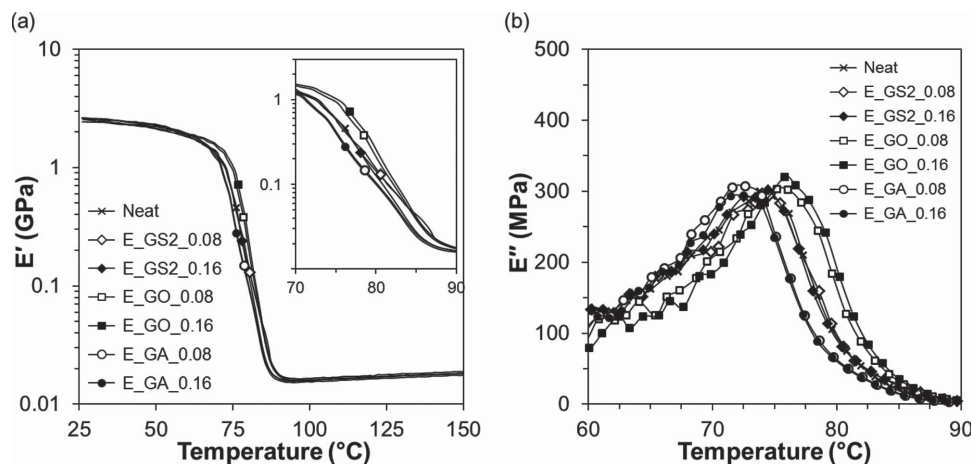 (a)
10
1
0.1
0.01
E′ (GPa)
25 50 75 100 125 150
Temperature (°C)
Neat
E_GS2_0.08
E_GS2_0.16
E_GO_0.08
E_GO_0.16
E_GA_0.08
E_GA_0.16
1
0.1
70 80 90
(b)
500
400
300
200
100
0
E″ (MPa)
60 70 80 90
Temperature (°C)
Neat
E_GS2_0.08
E_GS2_0.16
E_GO_0.08
E_GO_0.16
E_GA_0.08
E_GA_0.16